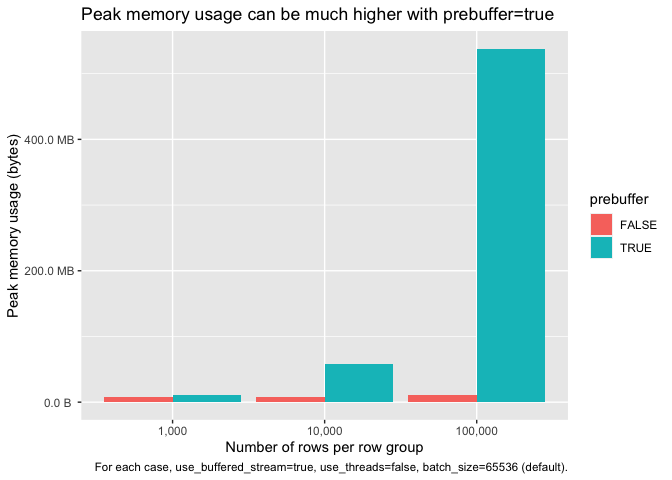 Peak memory usage can be much higher with prebuffer=true
Peak memory usage (bytes)
400.0 MB
200.0 MB
0.0 B
1,000
10,000
100,000
Number of rows per row group
For each case, use_buffered_stream=true, use_threads=false, batch_size=65536 (default).
prebuffer
FALSE
TRUE